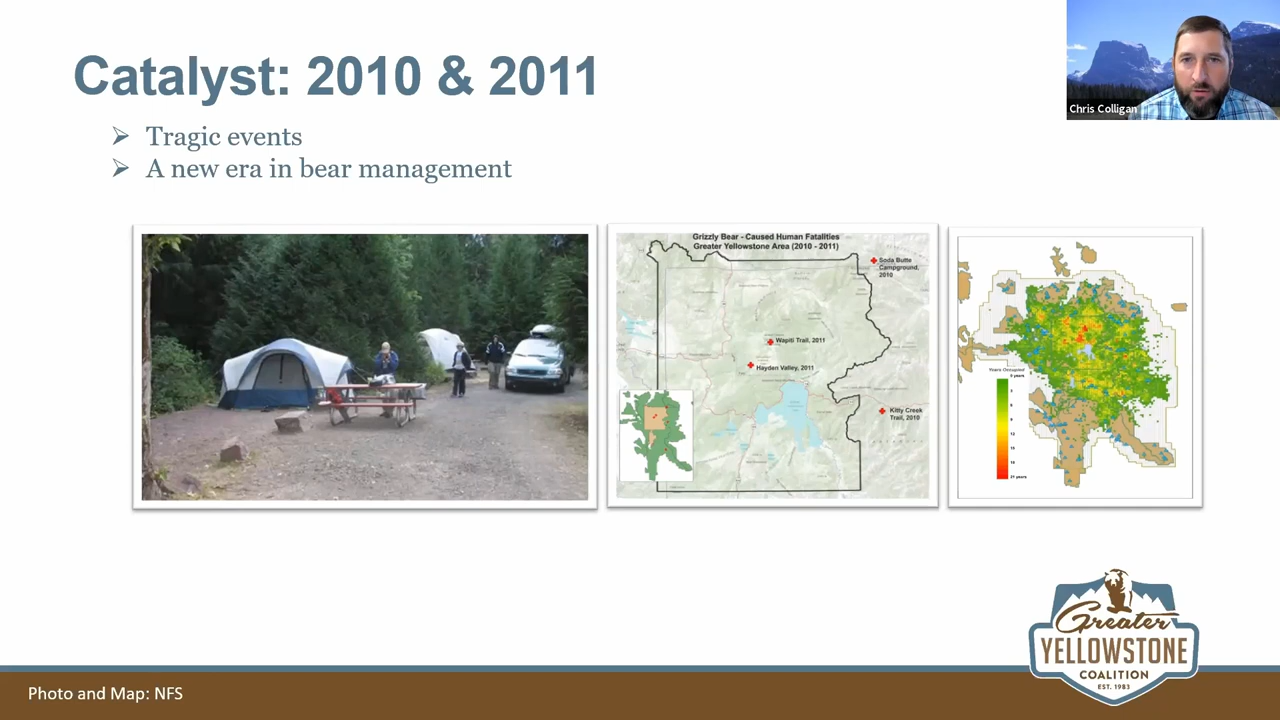 Catalyst: 2010 & 2011
Chris Colligan
➢ Tragic events
➢ A new era in bear management
Grizzly Bear - Caused Human Fatalities
Greater Yellowstone Area (2010 - 2011)
Soda Butte
Campground,
2010
Wapiti Trail, 2011
Hayden Valley, 2011
Kitty Creek
Trail, 2010
Years Occupied
21 years
Greater
YELLOWSTONE
COALITION
EST. 1983
Photo and Map: NFS